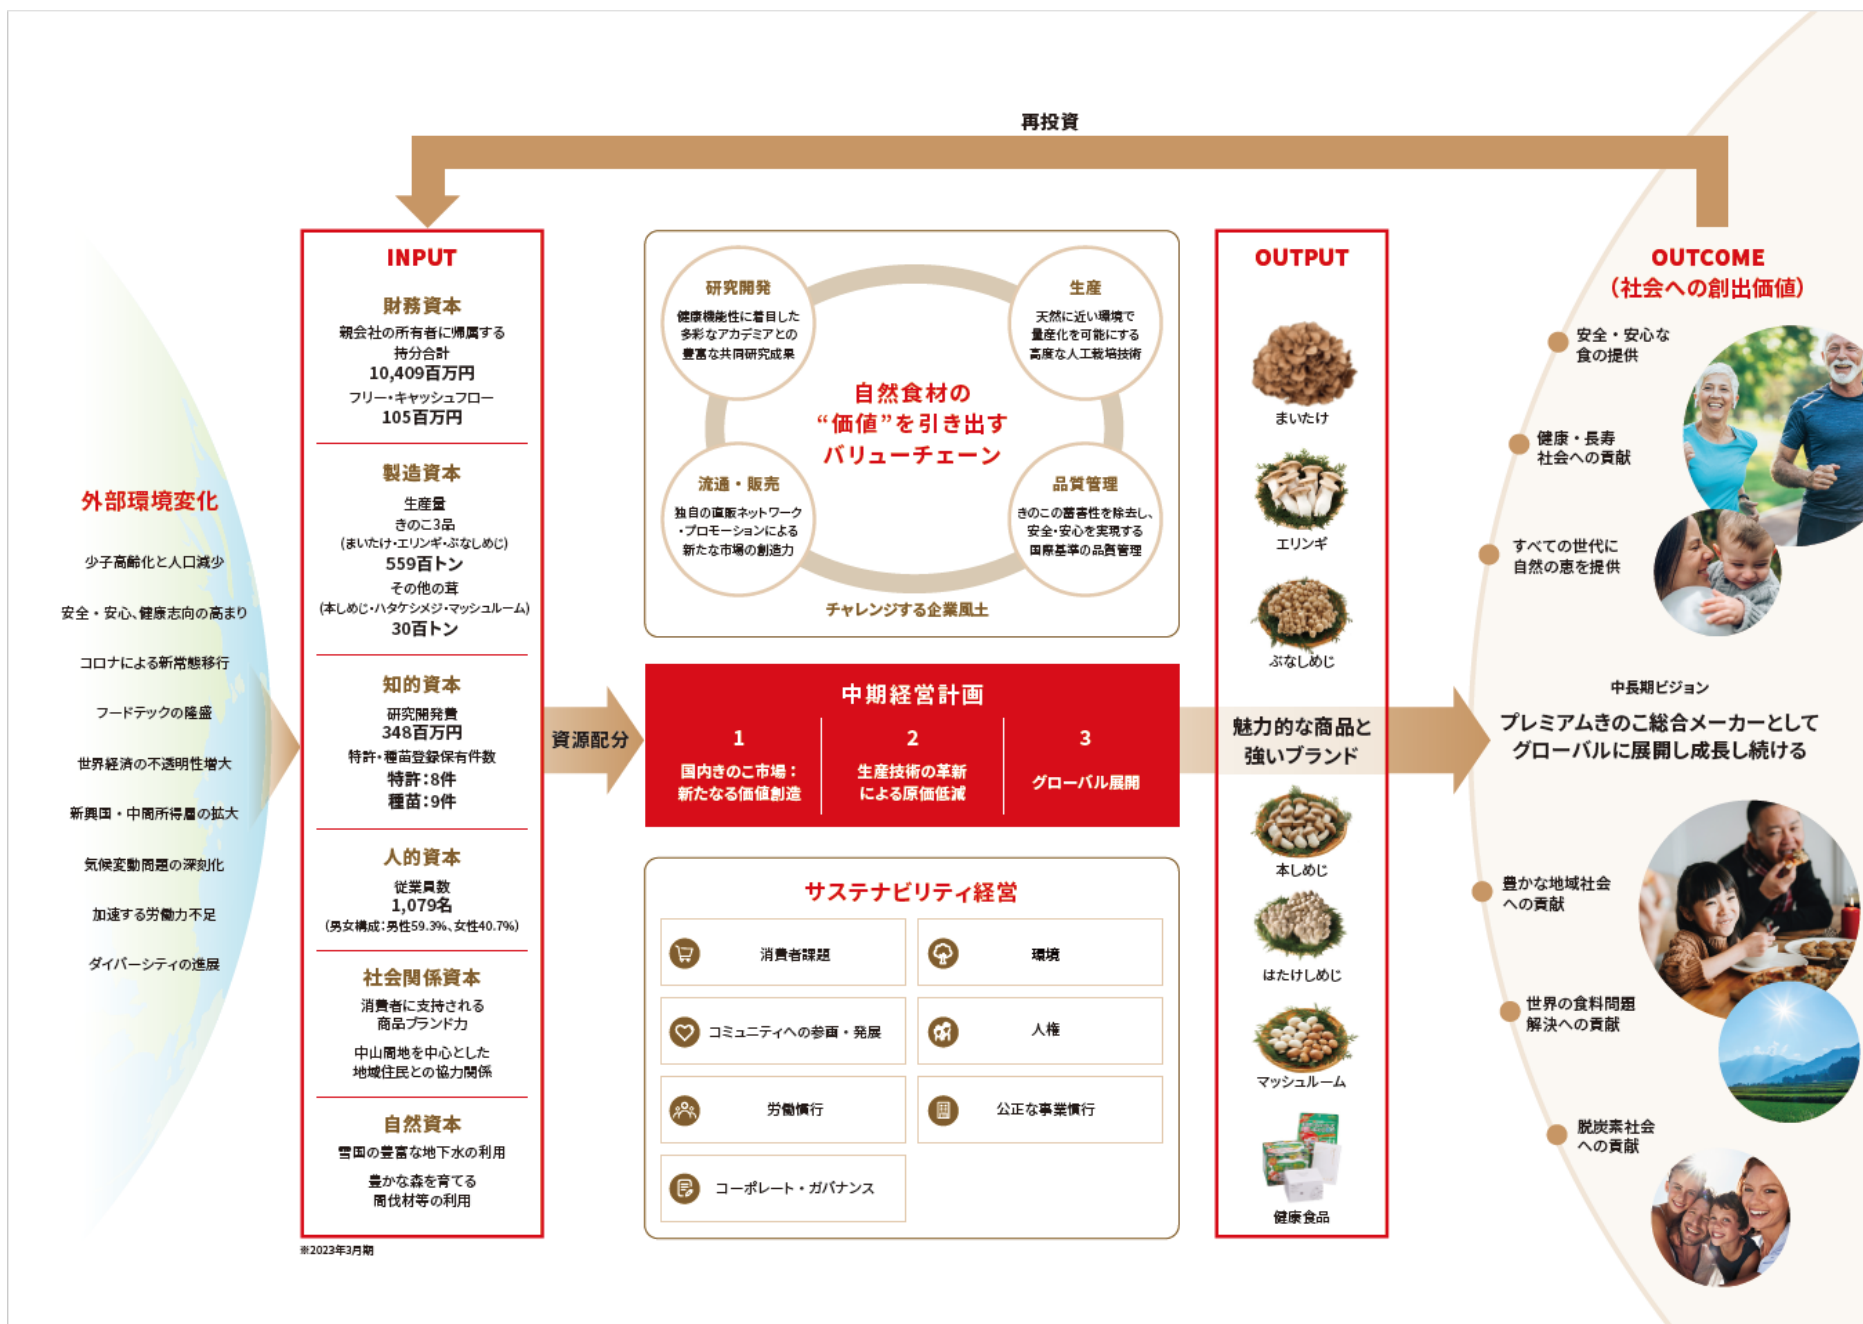 再投資
外部環境変化
少子高齢化と人口減少
安全・安心、健康志向の高まり
コロナによる新常態移行
フードテックの隆盛
世界経済の不透明性増大
新興国・中間所得層の拡大
気候変動問題の深刻化
加速する労働力不足
ダイバーシティの進展
INPUT
財務資本
親会社の所有者に帰属する
持分合計
10,409百万円
フリー・キャッシュフロー
105百万円
製造資本
生産量
きのこ3品
(まいたけ・エリンギ・ぶなしめじ)
559百トン
その他の茸
(本しめじ・ハタケシメジ・マッシュルーム)
30百トン
知的資本
研究開発費
348百万円
特許・種苗登録保有件数
特許：8件
種苗：9件
人的資本
従業員数
1,079名
(男女構成：男性59.3%、女性40.7%)
社会関係資本
消費者に支持される
商品ブランド力
中山間地を中心とした
地域住民との協力関係
自然資本
雪国の豊富な地下水の利用
豊かな森を育てる
間伐材等の利用
※2023年3月期
資源配分
研究開発
健康機能性に着目した
多彩なアカデミアとの
豊富な共同研究成果
生産
天然に近い環境で
量産化を可能にする
高度な人工栽培技術
自然食材の
“価値”を引き出す
バリューチェーン
流通・販売
独自の直販ネットワーク
・プロモーションによる
新たな市場の創造力
品質管理
きのこの蓄害性を除去し、
安全・安心を実現する
国際基準の品質管理
チャレンジする企業風土
中期経営計画
1
国内きのこ市場：
新たなる価値創造
2
生産技術の革新
による原価低減
3
グローバル展開
サステナビリティ経営
消費者課題
環境
コミュニティへの参画・発展
人権
労働慣行
公正な事業慣行
コーポレート・ガバナンス
OUTPUT
まいたけ
エリンギ
ぶなしめじ
魅力的な商品と
強いブランド
本しめじ
はたけしめじ
マッシュルーム
健康食品
OUTCOME
（社会への創出価値）
安全・安心な
食の提供
健康・長寿
社会への貢献
すべての世代に
自然の恵を提供
中長期ビジョン
プレミアムきのこ総合メーカーとして
グローバルに展開し成長し続ける
豊かな地域社会
への貢献
世界の食料問題
解決への貢献
脱炭素社会
への貢献